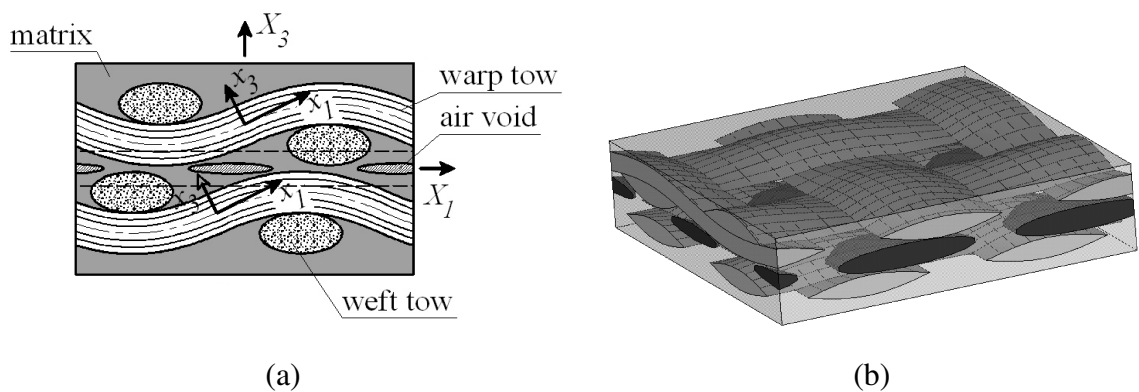 matrix
X3
x3
x1
warp tow
air void
X1
x3
x1
weft tow
(a)
(b)